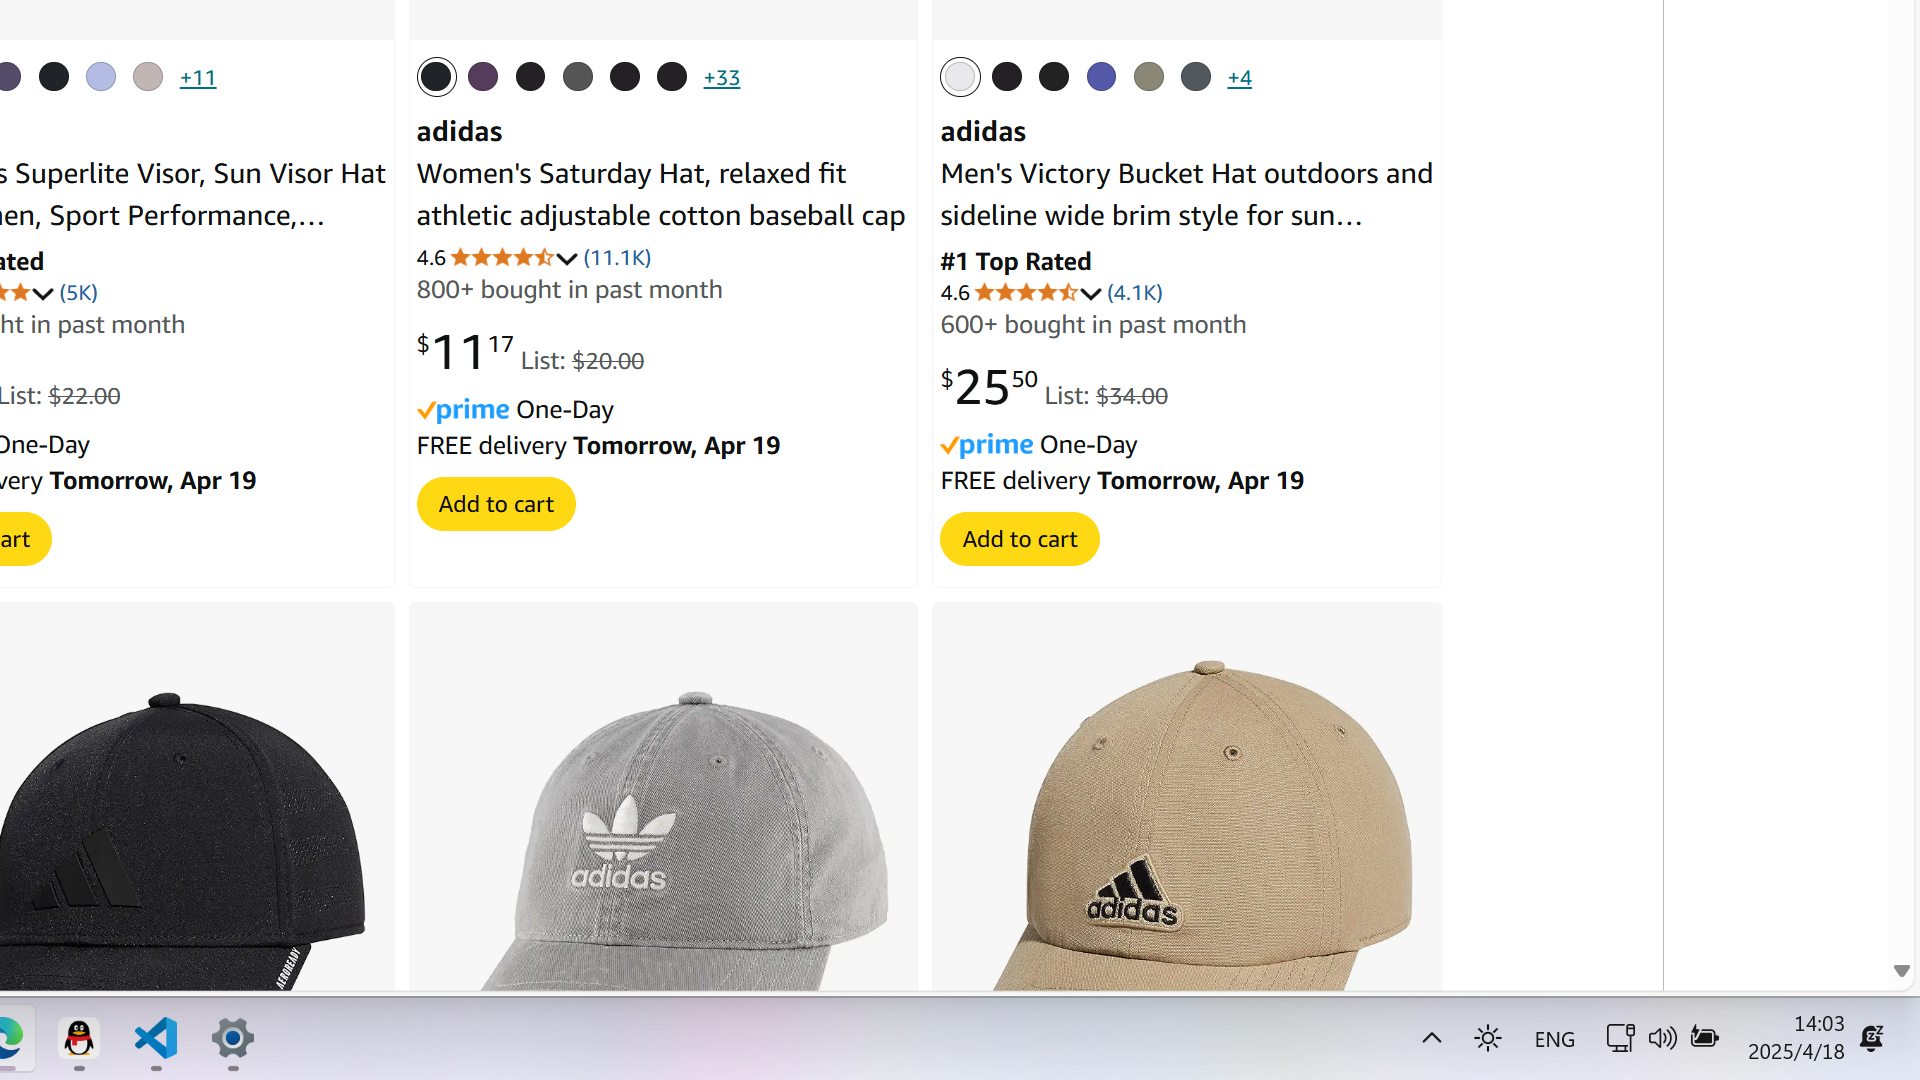 +11
s Superlite Visor, Sun Visor Hat
en, Sport Performance,…
ated
(5K)
ht in past month
List: $22.00
One-Day
very Tomorrow, Apr 19
art
+33
adidas
Women's Saturday Hat, relaxed fit
athletic adjustable cotton baseball cap
4.6 (11.1K)
800+ bought in past month
$11.17 List: $20.00
prime One-Day
FREE delivery Tomorrow, Apr 19
Add to cart
+4
adidas
Men's Victory Bucket Hat outdoors and
sideline wide brim style for sun…
#1 Top Rated
4.6 (4.1K)
600+ bought in past month
$25.50 List: $34.00
prime One-Day
FREE delivery Tomorrow, Apr 19
Add to cart
AEROREADY
adidas
adidas
ENG
14:03
2025/4/18